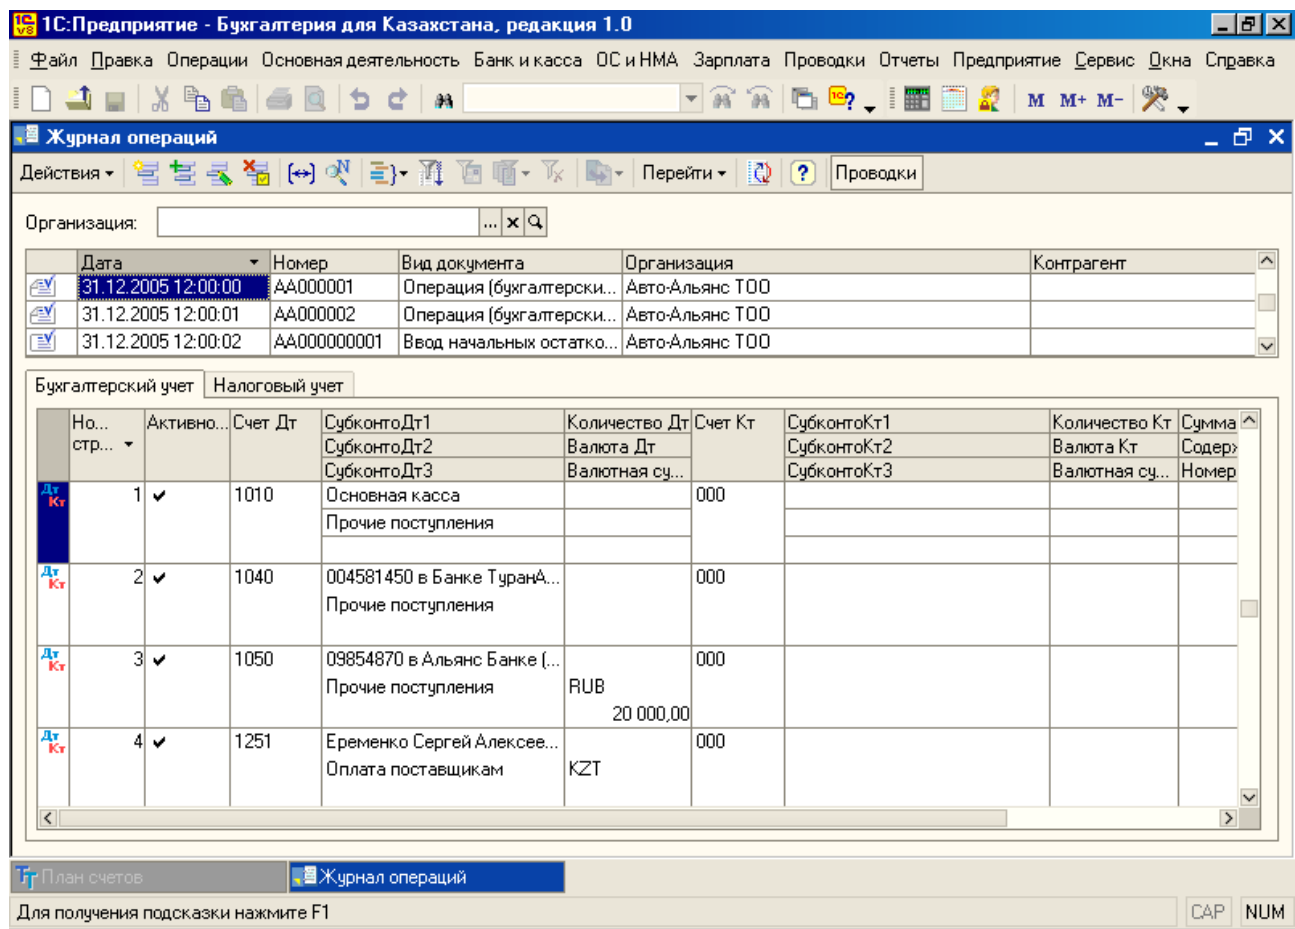 1С:Предприятие - Бухгалтерия для Казахстана, редакция 1.0
Файл Правка Операции Основная деятельность Банк и касса ОС и НМА Зарплата Проводки Отчеты Предприятие Сервис Окна Справка
M M+ M-
Журнал операций
Действия Перейти Проводки
Организация:
Дата Номер Вид документа Организация Контрагент
31.12.2005 12:00:00 АА000001 Операция (бухгалтерски... Авто-Альянс ТОО
31.12.2005 12:00:01 АА000002 Операция (бухгалтерски... Авто-Альянс ТОО
31.12.2005 12:00:02 АА000000001 Ввод начальных остатко... Авто-Альянс ТОО
Бухгалтерский учет Налоговый учет
Но... Активно... Счет Дт СубконтоДт1 Количество Дт Счет Кт СубконтоКт1 Количество Кт Сумма
стр... СубконтоДт2 Валюта Дт СубконтоКт2 Валюта Кт Содер
СубконтоДт3 Валютная су... СубконтоКт3 Валютная су... Номер
Дт Кт 1 1010 Основная касса 000
Прочие поступления
Дт Кт 2 1040 004581450 в Банке ТуранА... 000
Прочие поступления
Дт Кт 3 1050 09854870 в Альянс Банке (... 000
Прочие поступления RUB
20 000,00
Дт Кт 4 1251 Еременко Сергей Алексее... 000
Оплата поставщикам KZT
План счетов Журнал операций
Для получения подсказки нажмите F1 CAP NUM